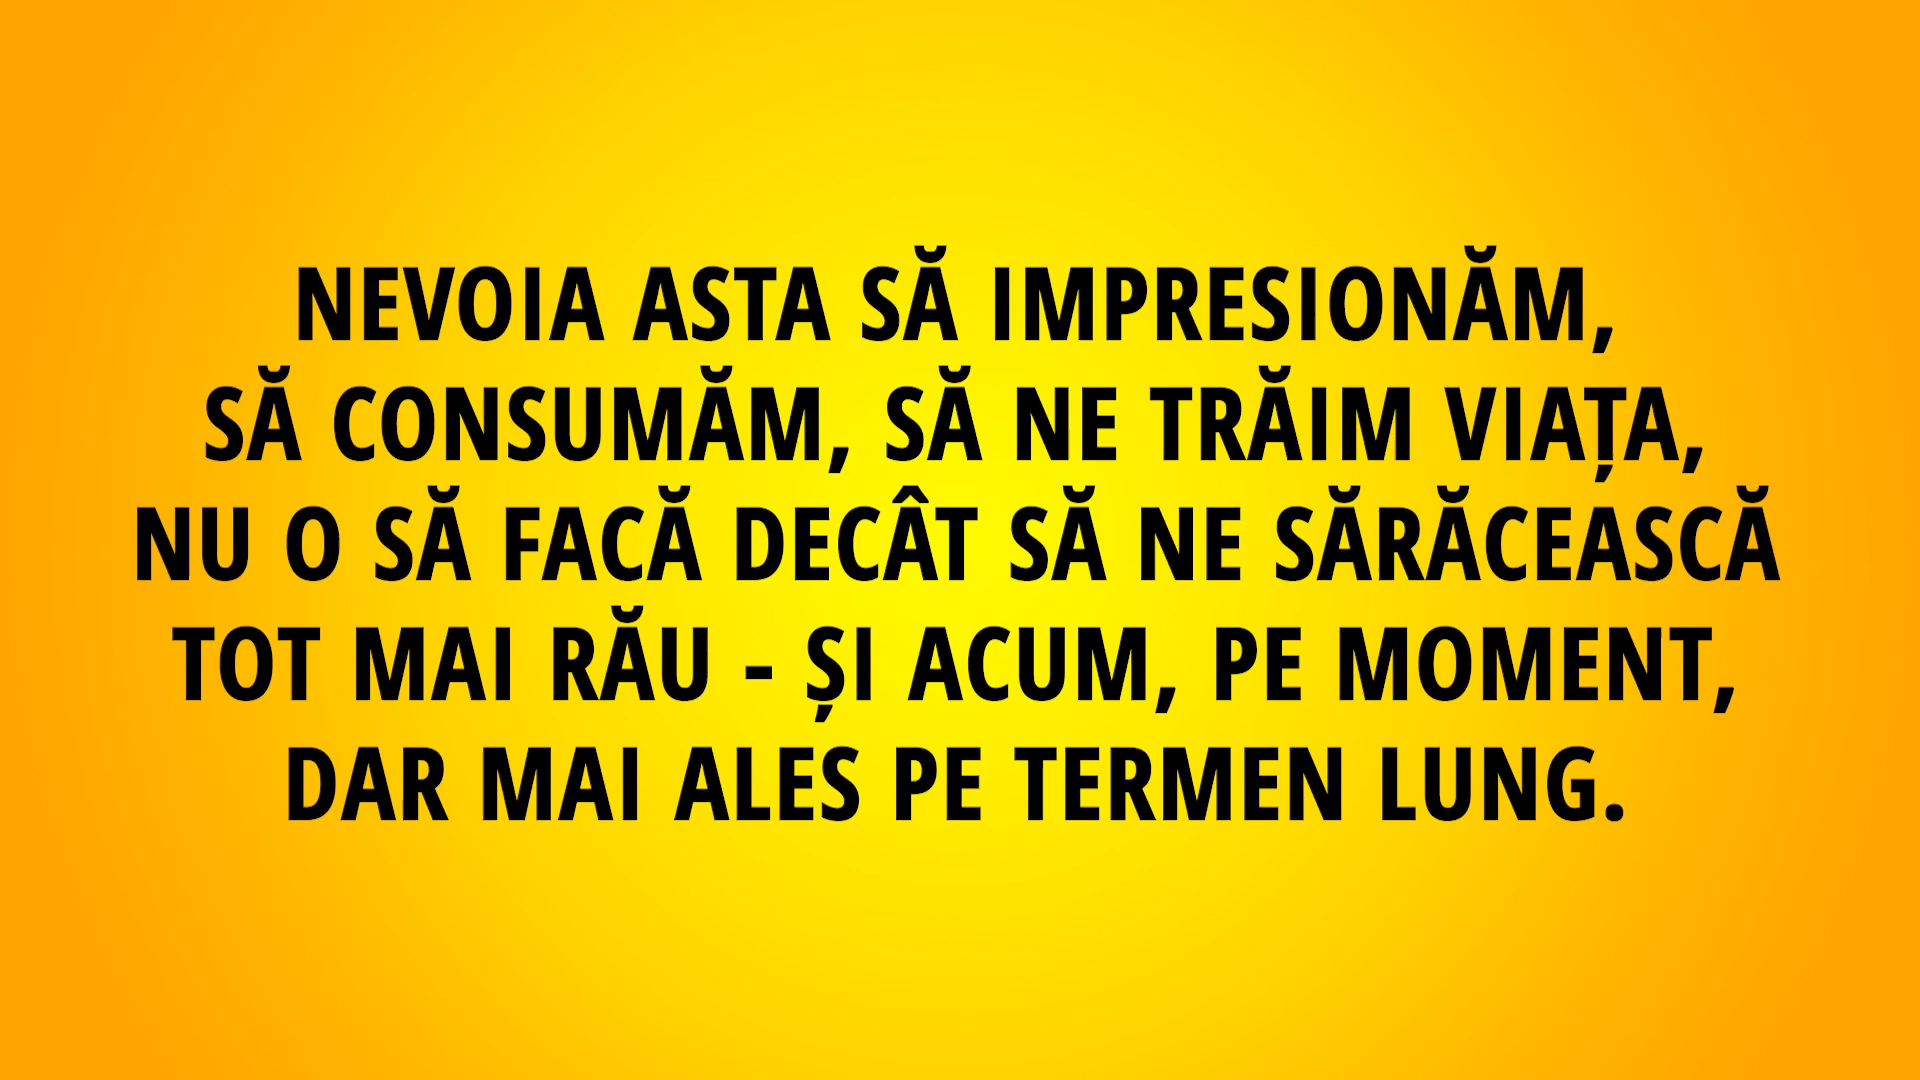 NEVOIA ASTA SĂ IMPRESIONĂM,
SĂ CONSUMĂM, SĂ NE TRĂIM VIAȚA,
NU O SĂ FACĂ DECÂT SĂ NE SĂRĂCEASCĂ
TOT MAI RĂU - ȘI ACUM, PE MOMENT,
DAR MAI ALES PE TERMEN LUNG.